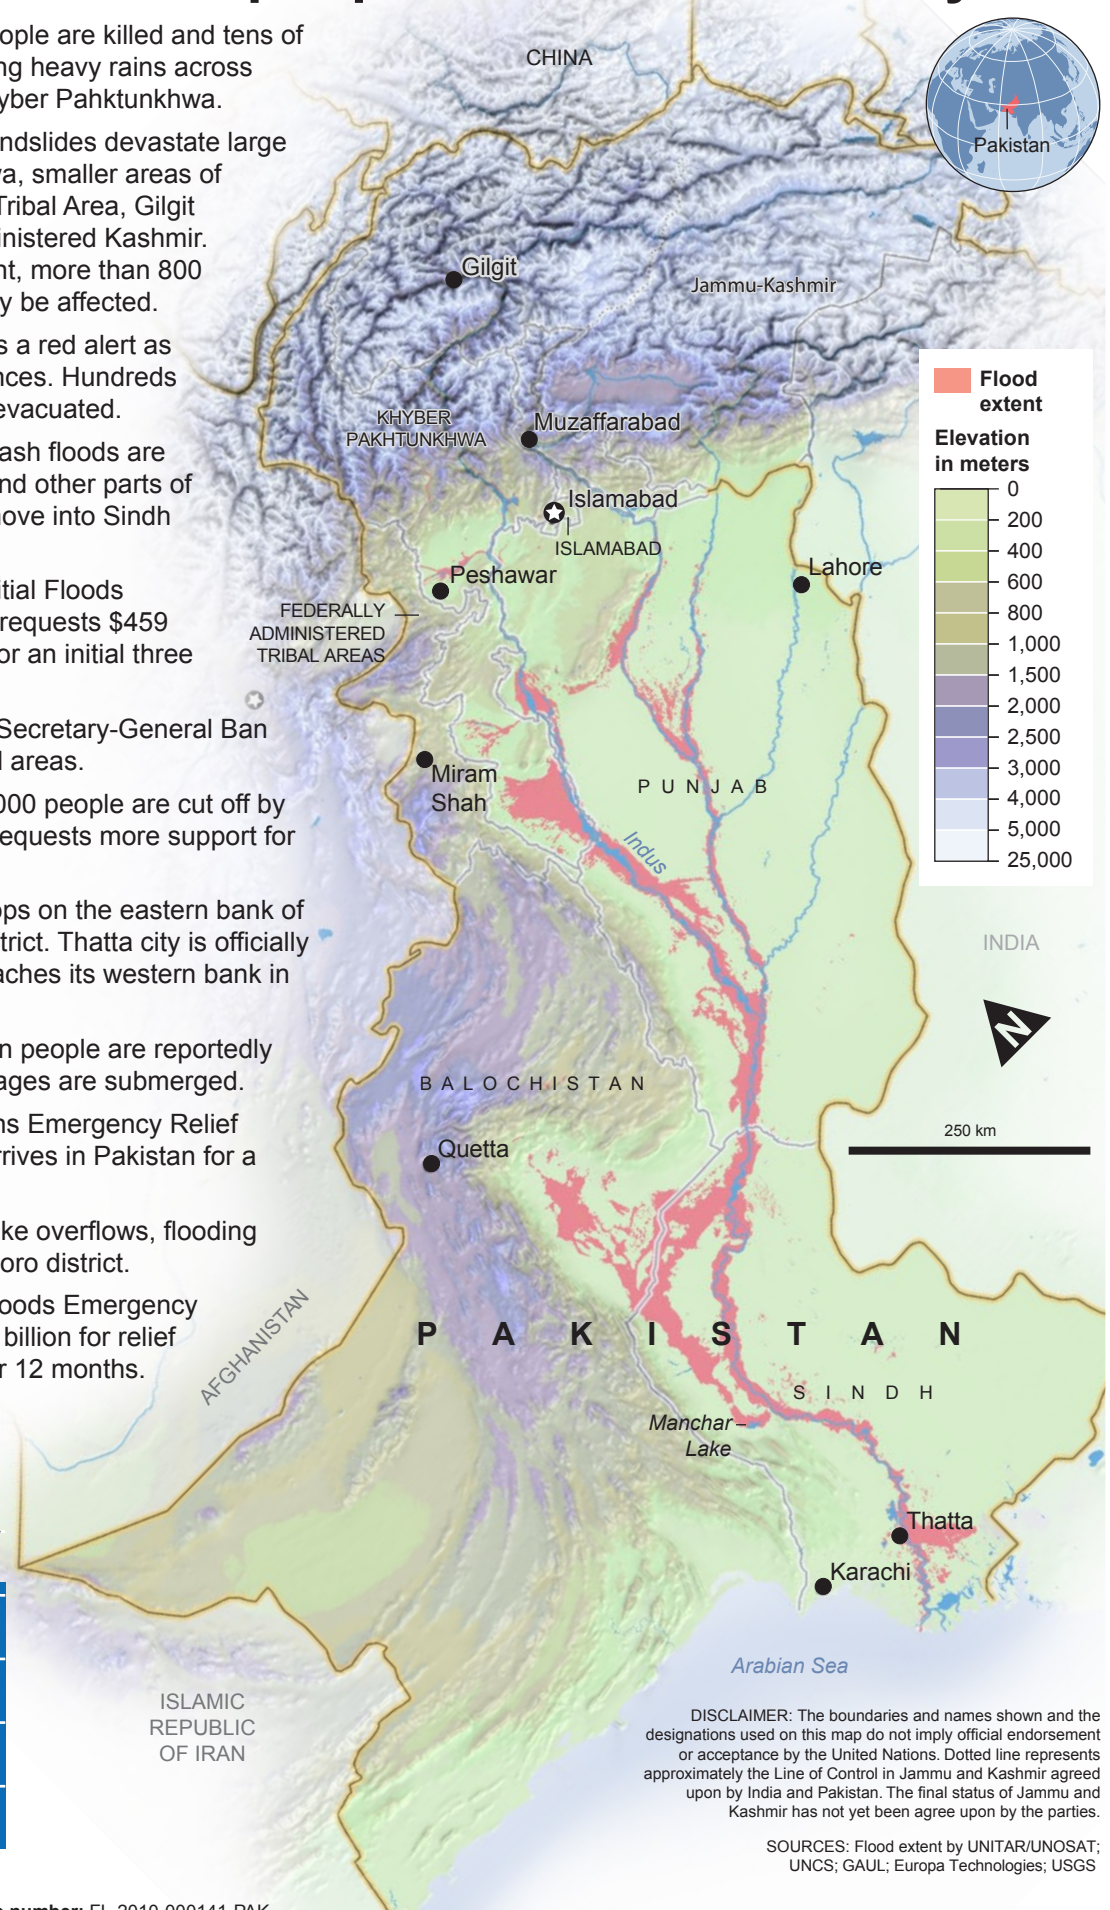 ople are killed and tens of
ng heavy rains across
yber Pahktunkhwa.
ndslides devastate large
va, smaller areas of
Tribal Area, Gilgit
inistered Kashmir.
nt, more than 800
y be affected.
s a red alert as
nces. Hundreds
evacuated.
ash floods are
nd other parts of
nove into Sindh
itial Floods
requests $459
or an initial three
Secretary-General Ban
l areas.
000 people are cut off by
requests more support for
ops on the eastern bank of
trict. Thatta city is officially
aches its western bank in
n people are reportedly
ages are submerged.
ns Emergency Relief
rrives in Pakistan for a
ke overflows, flooding
oro district.
loods Emergency
billion for relief
r 12 months.
CHINA
Pakistan
Gilgit
Jammu-Kashmir
KHYBER
PAKHTUNKHWA
Muzaffarabad
Islamabad
ISLAMABAD
Peshawar
Lahore
FEDERALLY
ADMINISTERED
TRIBAL AREAS
Miram
Shah
PUNJAB
Indus
Flood
extent
Elevation
in meters
0
200
400
600
800
1,000
1,500
2,000
2,500
3,000
4,000
5,000
25,000
INDIA
N
250 km
BALOCHISTAN
Quetta
AFGHANISTAN
PAKISTAN
SINDH
Manchar
Lake
Thatta
Karachi
Arabian Sea
ISLAMIC
REPUBLIC
OF IRAN
DISCLAIMER: The boundaries and names shown and the
designations used on this map do not imply official endorsement
or acceptance by the United Nations. Dotted line represents
approximately the Line of Control in Jammu and Kashmir agreed
upon by India and Pakistan. The final status of Jammu and
Kashmir has not yet been agree upon by the parties.
SOURCES: Flood extent by UNITAR/UNOSAT;
UNCS; GAUL; Europa Technologies; USGS
number: FL-2010-000141-PAK